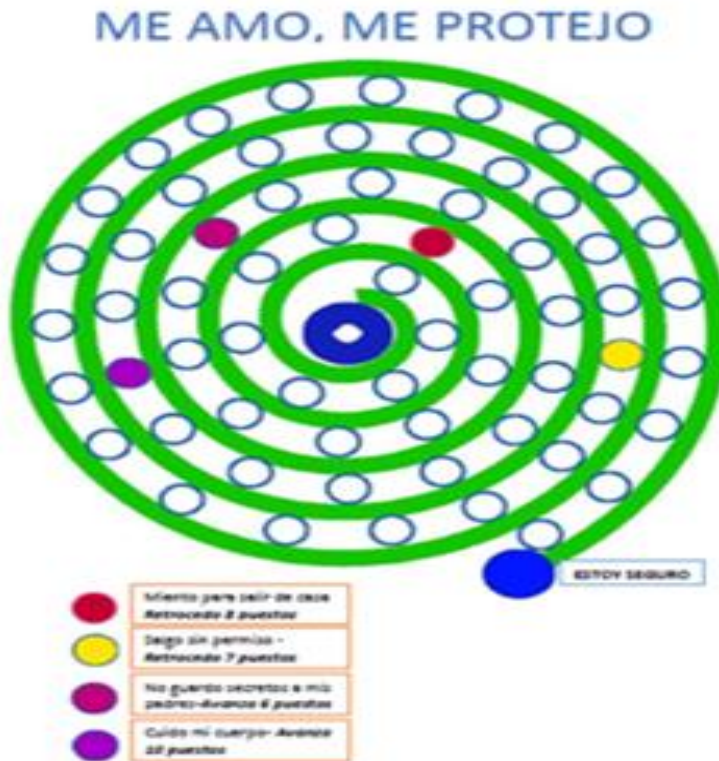 ME AMO, ME PROTEJO
ESTOY SEGURO
Miento para salir de casa
Retrocedo 8 puestos
Salgo sin permiso -
Retrocedo 7 puestos
No guardo secretos a mis
padres-Avanzo 6 puestos
Cuido mi cuerpo- Avanzo
10 puestos